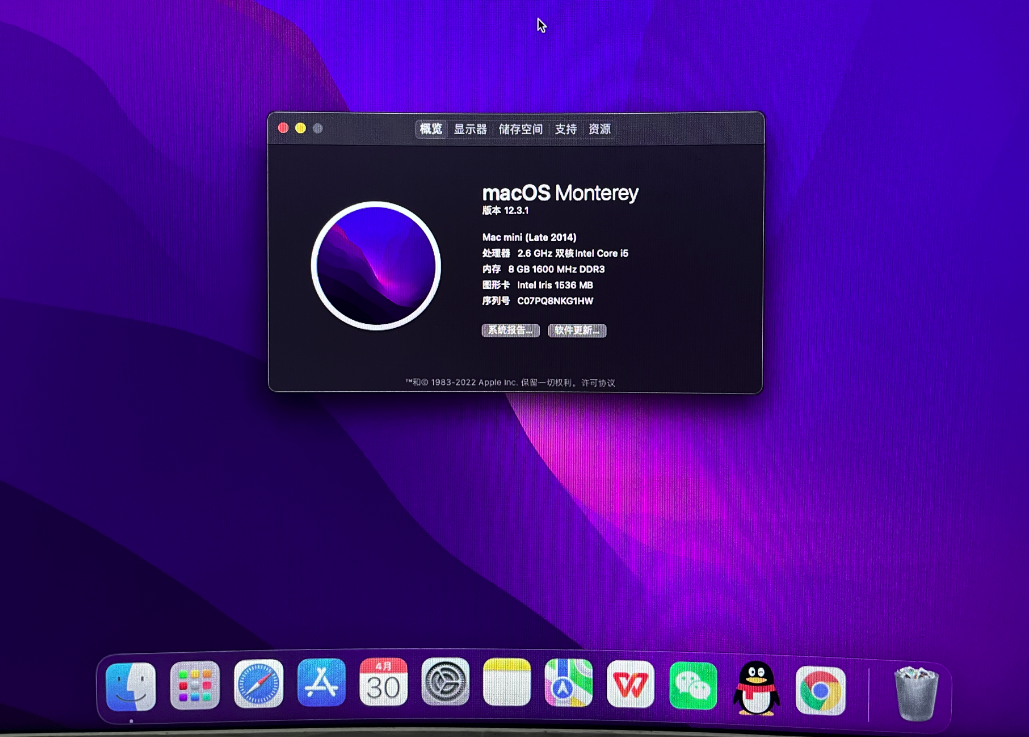 概览 显示器 储存空间 支持 资源
macOS Monterey
版本 12.3.1
Mac mini (Late 2014)
处理器 2.6 GHz 双核Intel Core i5
内存 8 GB 1600 MHz DDR3
图形卡 Intel Iris 1536 MB
序列号 C07PQ8NKG1HW
系统报告... 软件更新...
™和© 1983-2022 Apple Inc. 保留一切权利。许可协议
4月
30